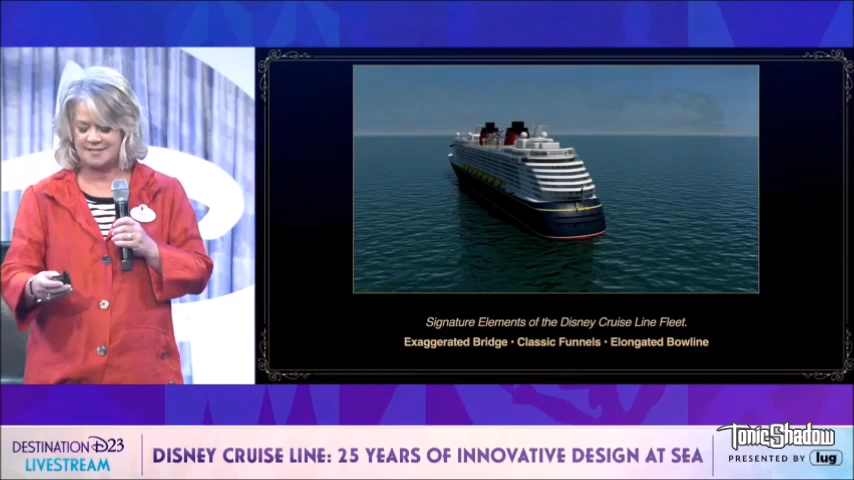 Signature Elements of the Disney Cruise Line Fleet.
Exaggerated Bridge • Classic Funnels • Elongated Bowline
DESTINATION D23
LIVESTREAM
DISNEY CRUISE LINE: 25 YEARS OF INNOVATIVE DESIGN AT SEA
TonicShadow
PRESENTED BY lug